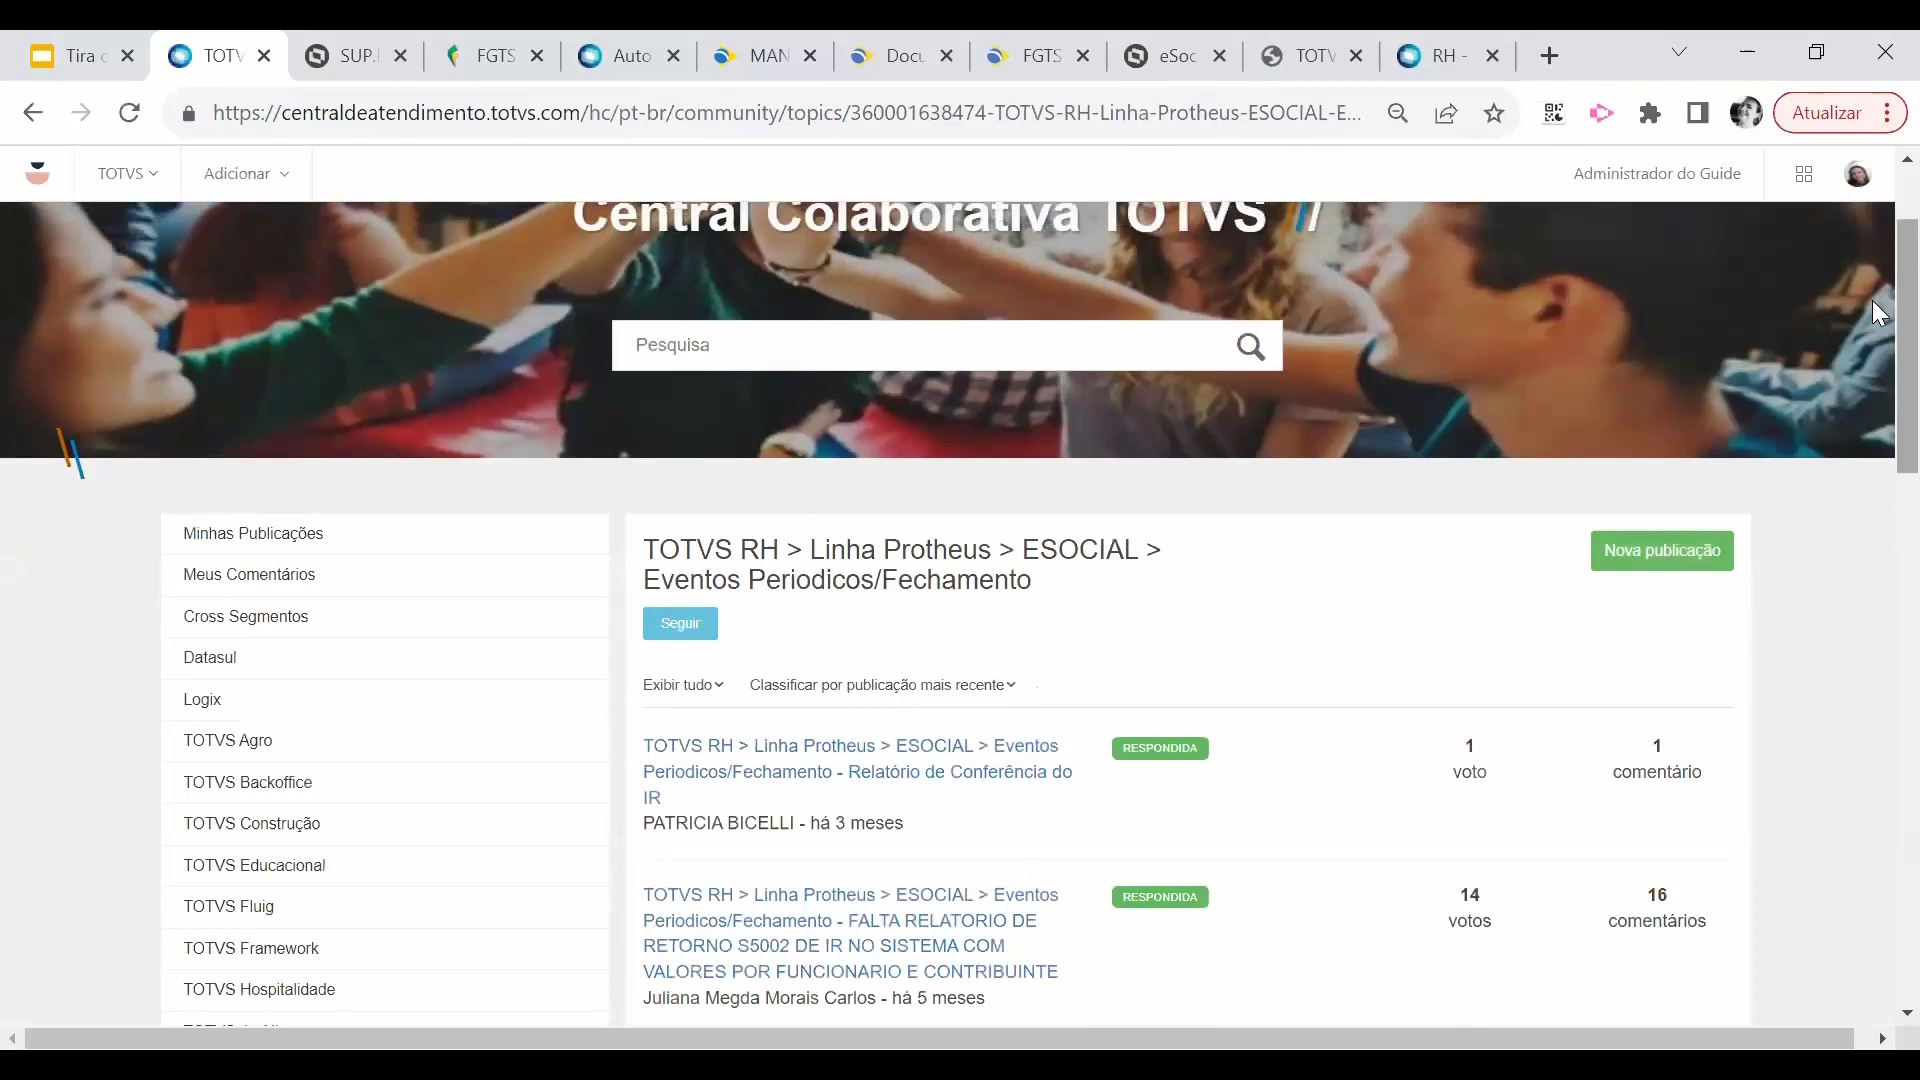 Tira
TOTV
SUP.
FGTS
Auto
MAN
Docu
FGTS
eSoc
TOTV
RH -
https://centraldeatendimento.totvs.com/hc/pt-br/community/topics/360001638474-TOTVS-RH-Linha-Protheus-ESOCIAL-E...
Atualizar
TOTVS
Adicionar
Administrador do Guide
Central Colaborativa TOTVS //
Pesquisa
Minhas Publicações
Meus Comentários
Cross Segmentos
Datasul
Logix
TOTVS Agro
TOTVS Backoffice
TOTVS Construção
TOTVS Educacional
TOTVS Fluig
TOTVS Framework
TOTVS Hospitalidade
TOTVS RH > Linha Protheus > ESOCIAL >
Eventos Periodicos/Fechamento
Nova publicação
Seguir
Exibir tudo
Classificar por publicação mais recente
TOTVS RH > Linha Protheus > ESOCIAL > Eventos
Periodicos/Fechamento - Relatório de Conferência do
IR
PATRICIA BICELLI - há 3 meses
RESPONDIDA
1
voto
1
comentário
TOTVS RH > Linha Protheus > ESOCIAL > Eventos
Periodicos/Fechamento - FALTA RELATORIO DE
RETORNO S5002 DE IR NO SISTEMA COM
VALORES POR FUNCIONARIO E CONTRIBUINTE
Juliana Megda Morais Carlos - há 5 meses
RESPONDIDA
14
votos
16
comentários